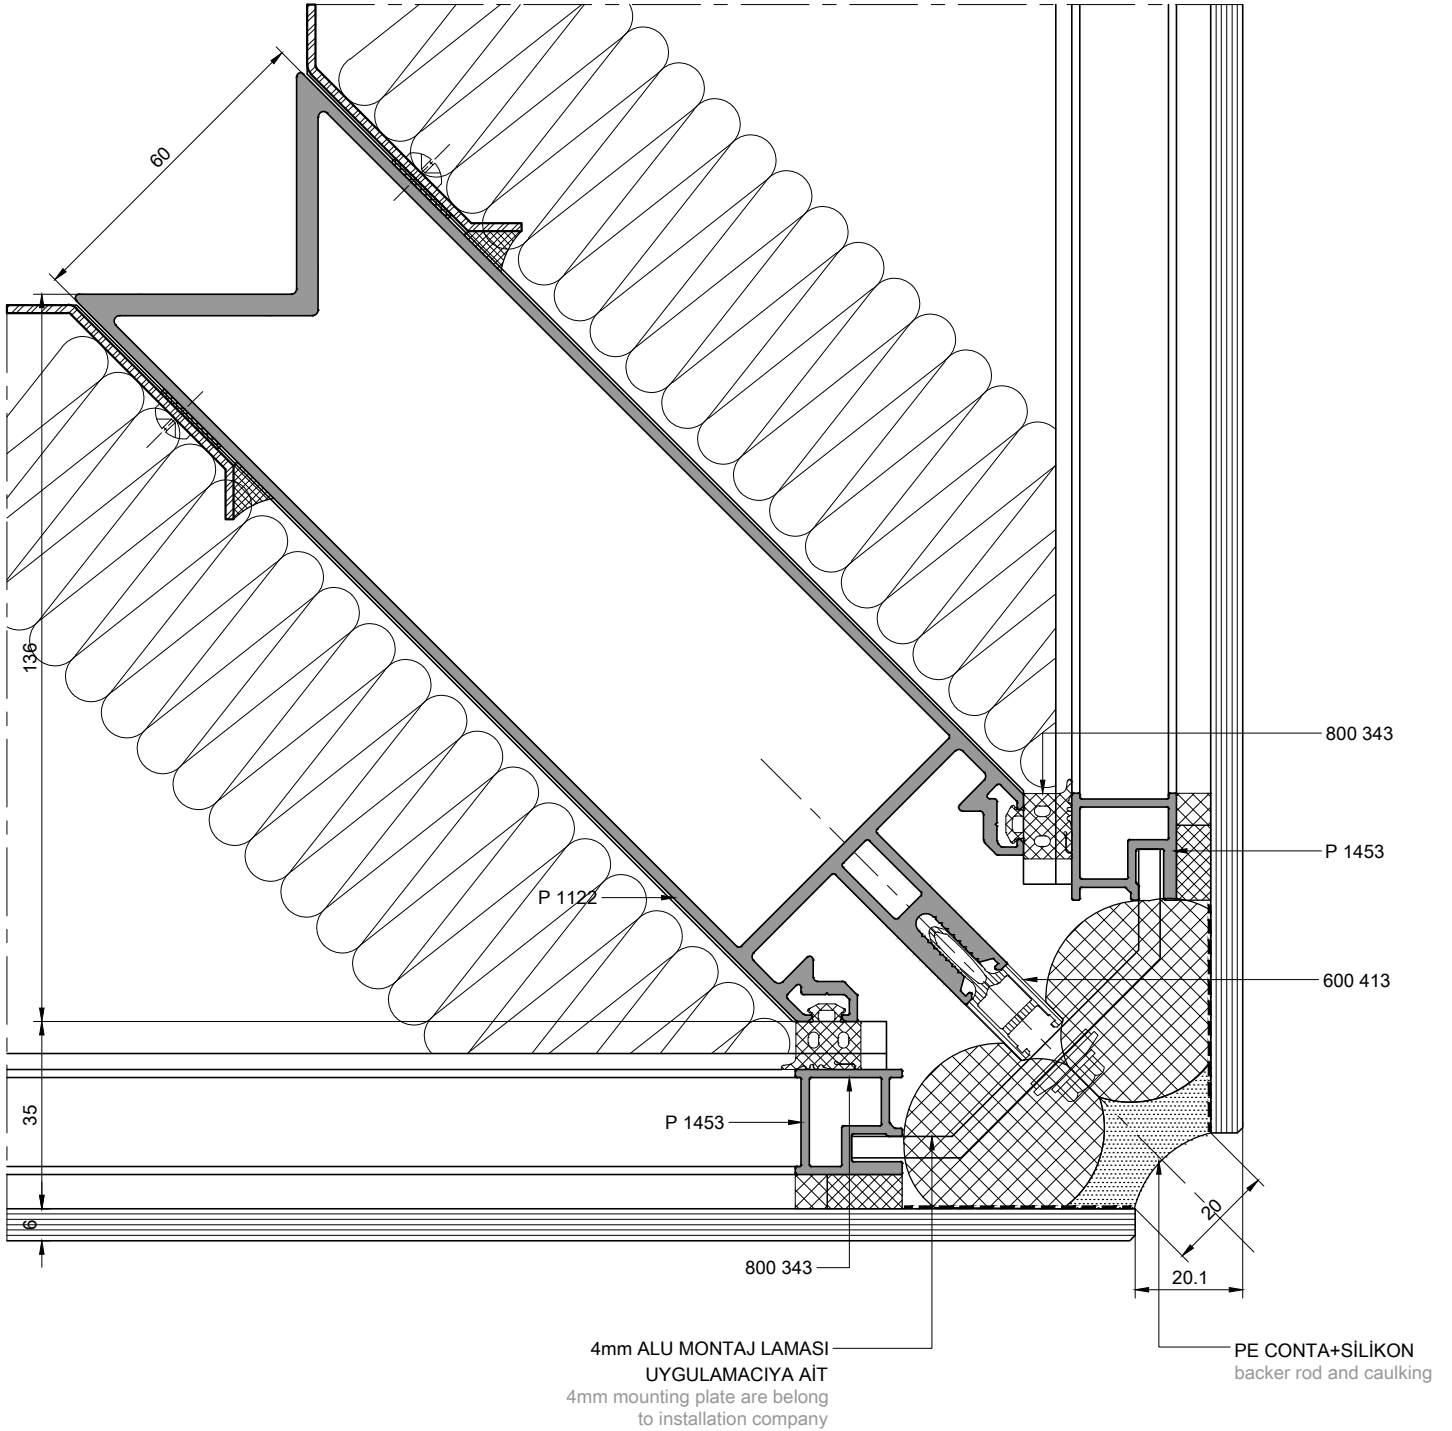 60
136
800 343
P 1453
P 1122
600 413
35
P 1453
6
20
800 343
20.1
4mm ALU MONTAJ LAMASI
UYGULAMACIYA AİT
4mm mounting plate are belong
to installation company
PE CONTA+SİLİKON
backer rod and caulking